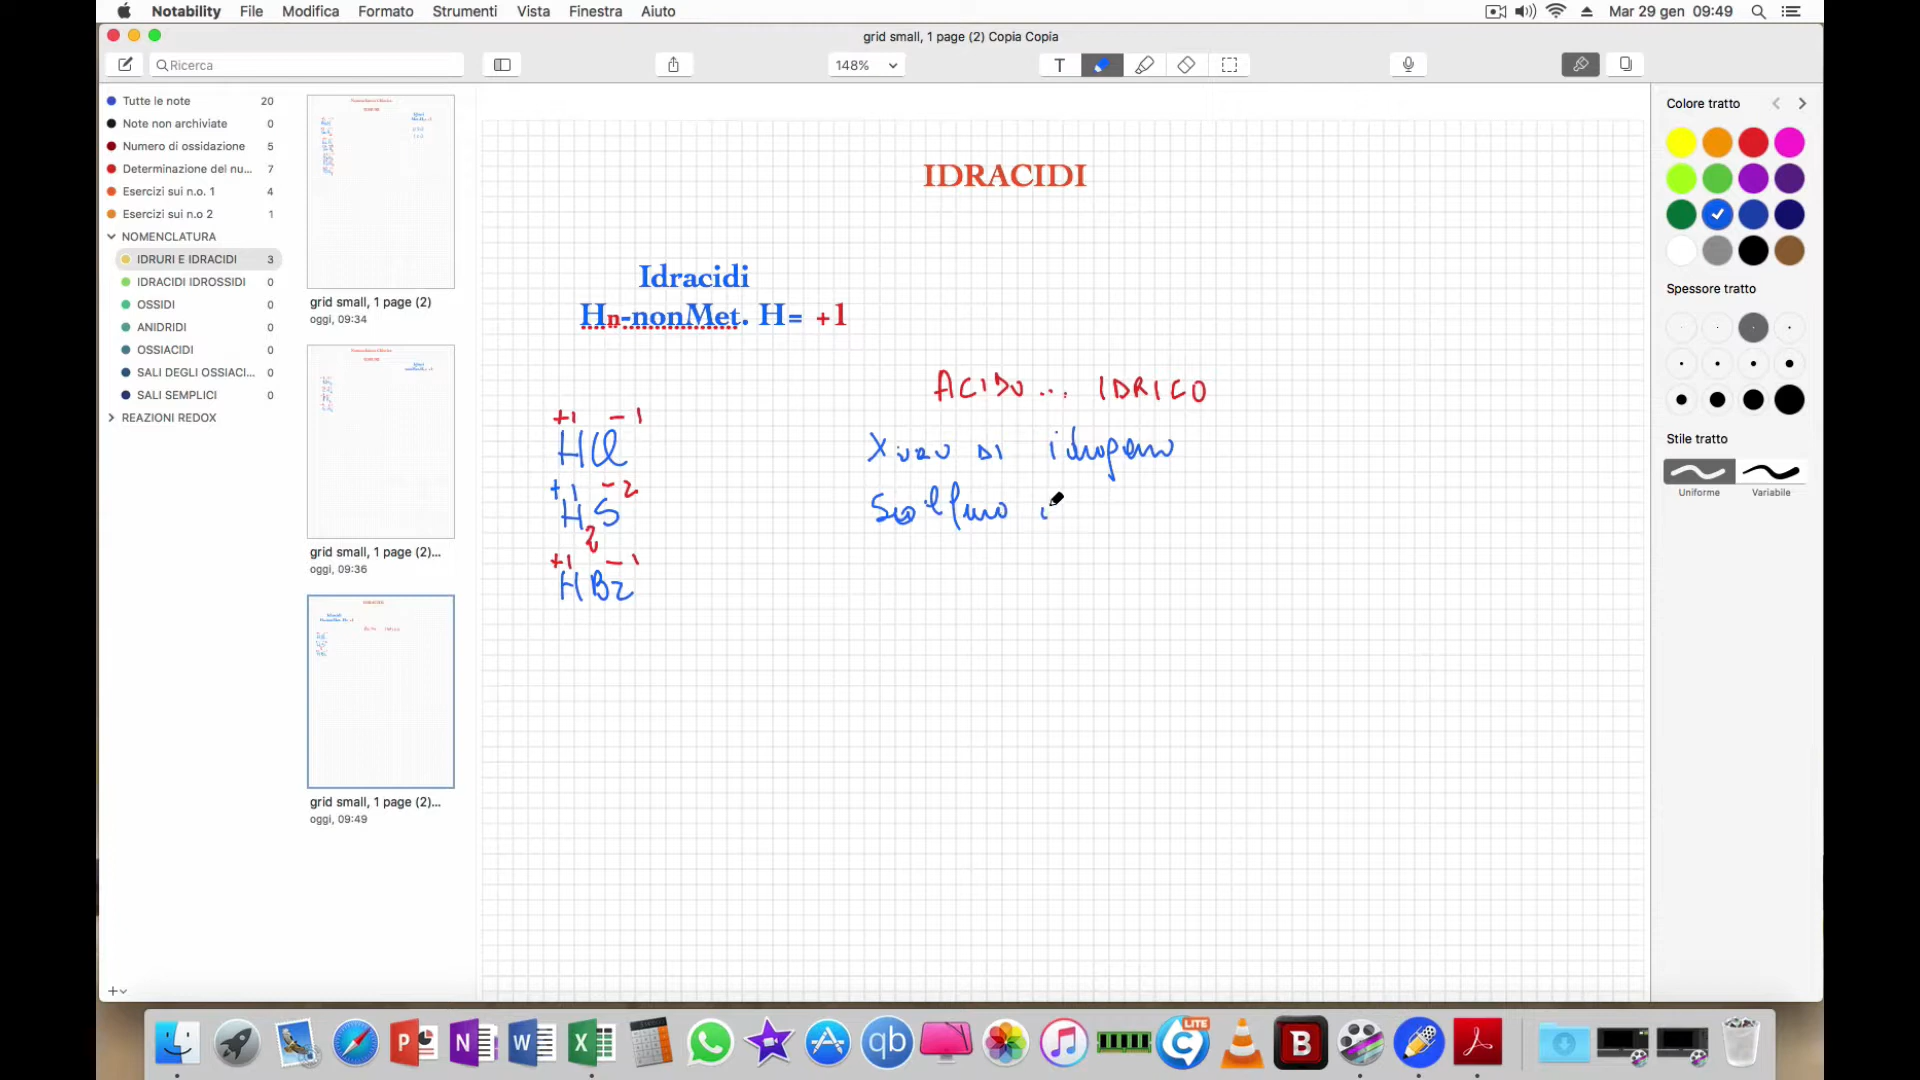 Notability File Modifica Formato Strumenti Vista Finestra Aiuto Mar 29 gen 09:49
grid small, 1 page (2) Copia Copia
Ricerca 148% T
Tutte le note 20
Note non archiviate 0
Numero di ossidazione 5
Determinazione del nu... 7
Esercizi sui n.o. 1 4
Esercizi sui n.o 2 1
NOMENCLATURA
IDRURI E IDRACIDI 3
IDRACIDI IDROSSIDI 0
OSSIDI 0
ANIDRIDI 0
OSSIACIDI 0
SALI DEGLI OSSIACI... 0
SALI SEMPLICI 0
REAZIONI REDOX
grid small, 1 page (2)
oggi, 09:34
grid small, 1 page (2)...
oggi, 09:36
grid small, 1 page (2)...
oggi, 09:49
IDRACIDI
Idracidi
Hn-nonMet. H= +1
ACIDO ... IDRICO
+1 -1
HCl
X uro di idrogeno
+1 -2
H2S
+1 -1
HBr
Colore tratto
Spessore tratto
Stile tratto
Uniforme Variabile
P N W X qb LITE B